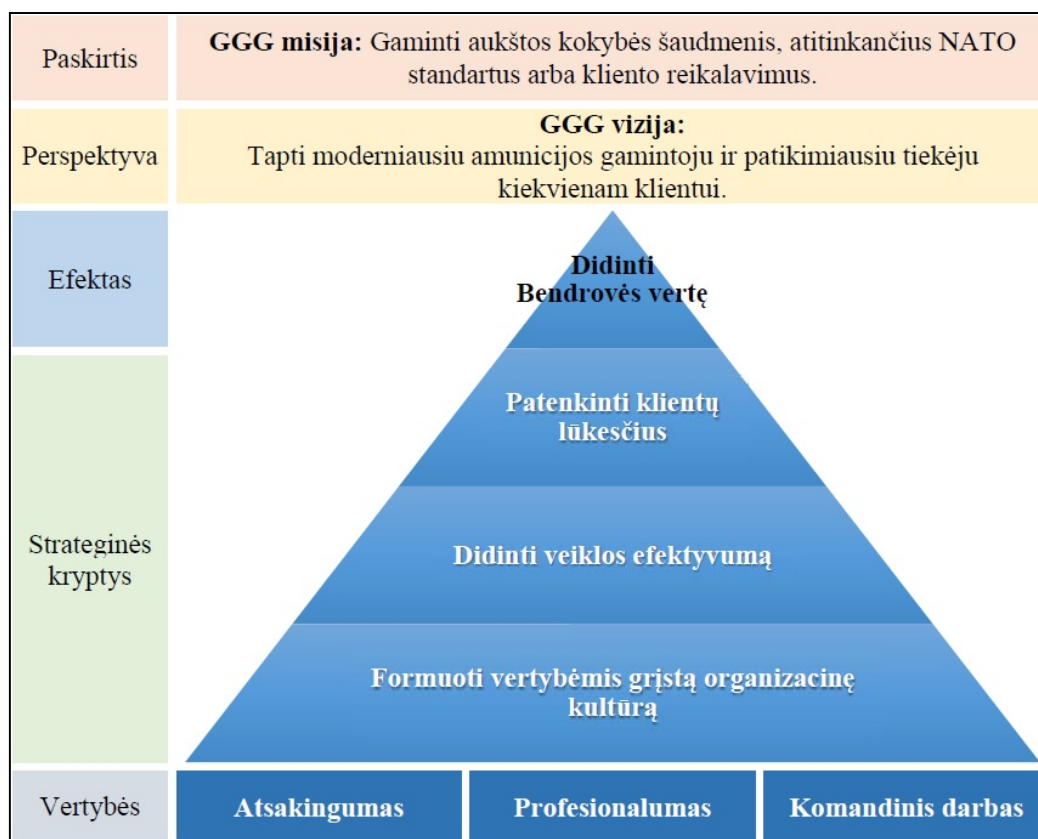 Paskirtis
GGG misija: Gaminti aukštos kokybės šaudmenis, atitinkančius NATO
standartus arba kliento reikalavimus.
Perspektyva
GGG vizija:
Tapti moderniausiu amunicijos gamintoju ir patikimiausiu tiekėju
kiekvienam klientui.
Efektas
Didinti
Bendrovės vertę
Strateginės
kryptys
Patenkinti klientų
lūkesčius
Didinti veiklos efektyvumą
Formuoti vertybėmis grįstą organizacinę
kultūrą
Vertybės
Atsakingumas
Profesionalumas
Komandinis darbas